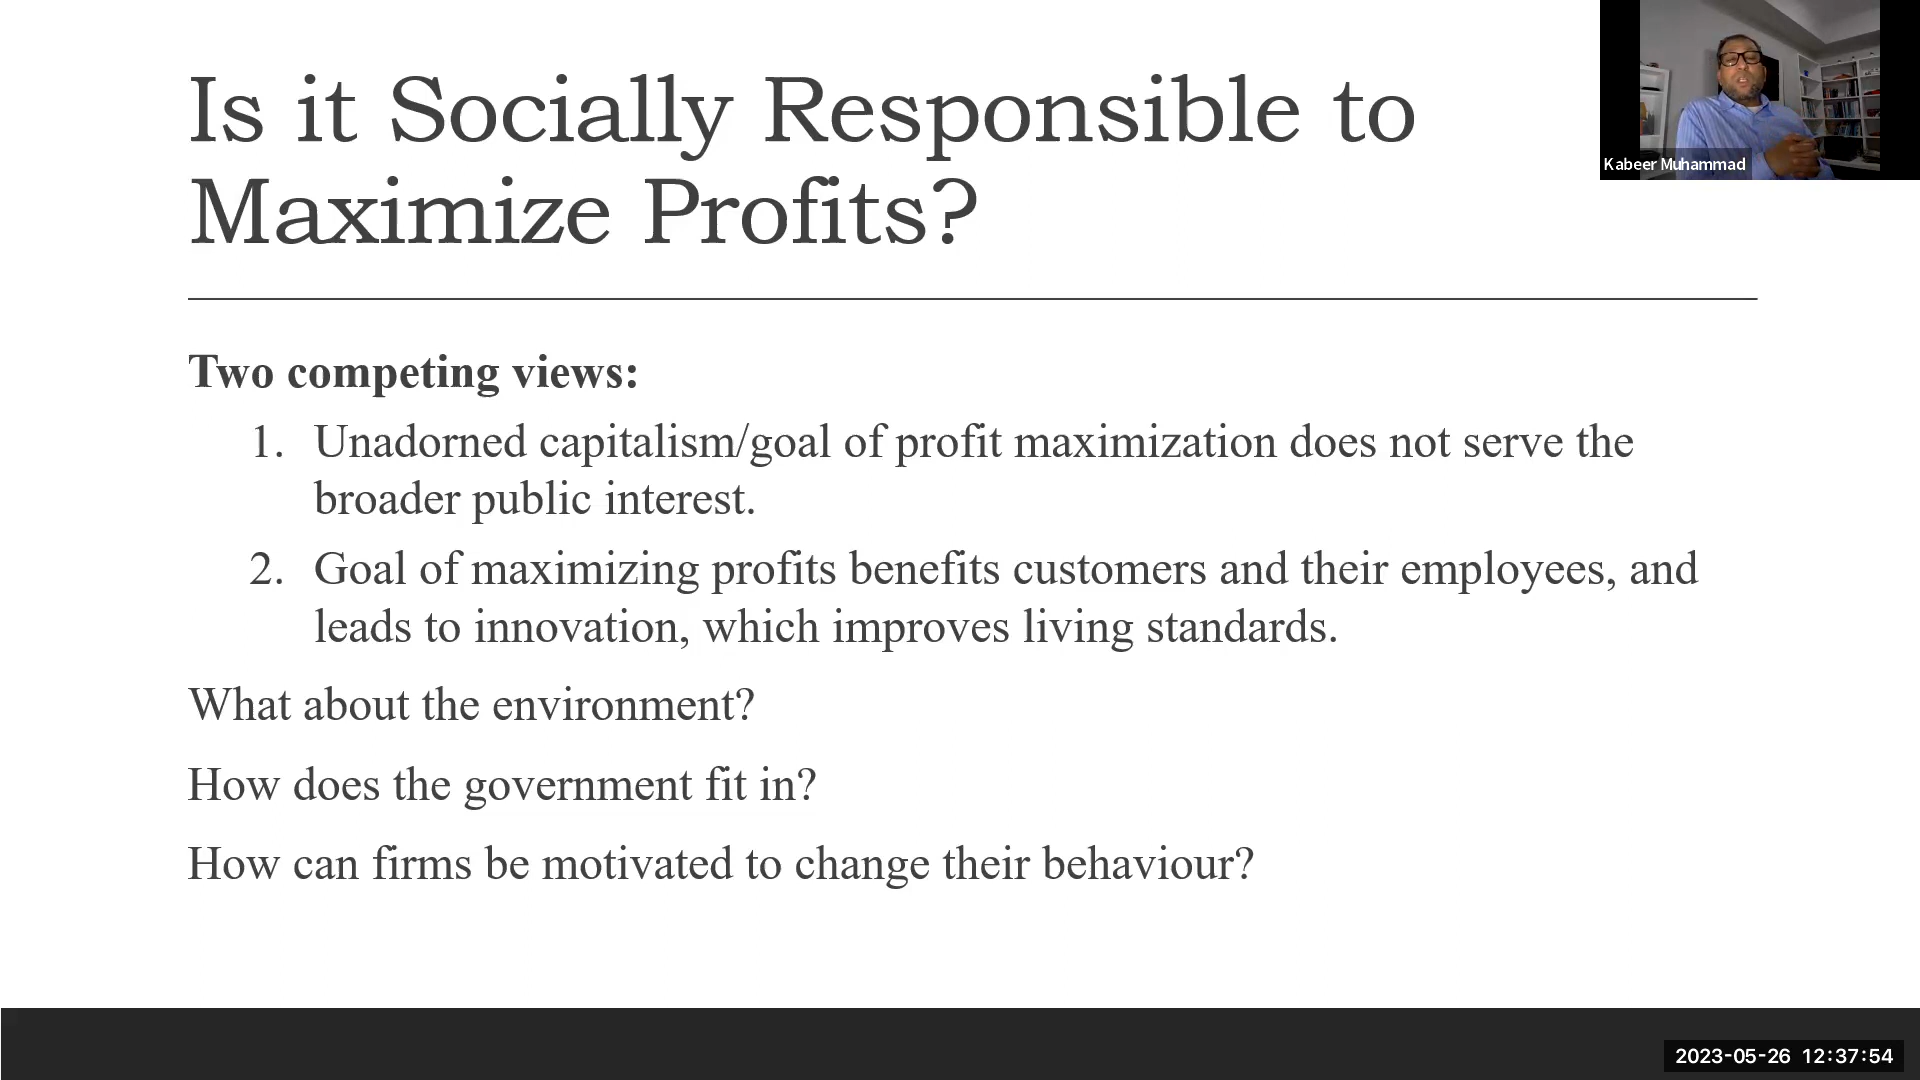 Is it Socially Responsible to
Maximize Profits?
Kabeer Muhammad
Two competing views:
1. Unadorned capitalism/goal of profit maximization does not serve the
broader public interest.
2. Goal of maximizing profits benefits customers and their employees, and
leads to innovation, which improves living standards.
What about the environment?
How does the government fit in?
How can firms be motivated to change their behaviour?
2023-05-26 12:37:54